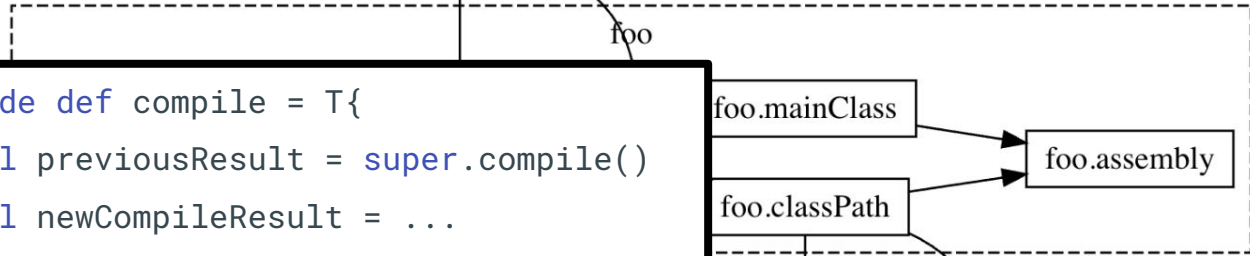 foo
de def compile = T{
l previousResult = super.compile()
l newCompileResult = ...
foo.mainClass
foo.classPath
foo.assembly